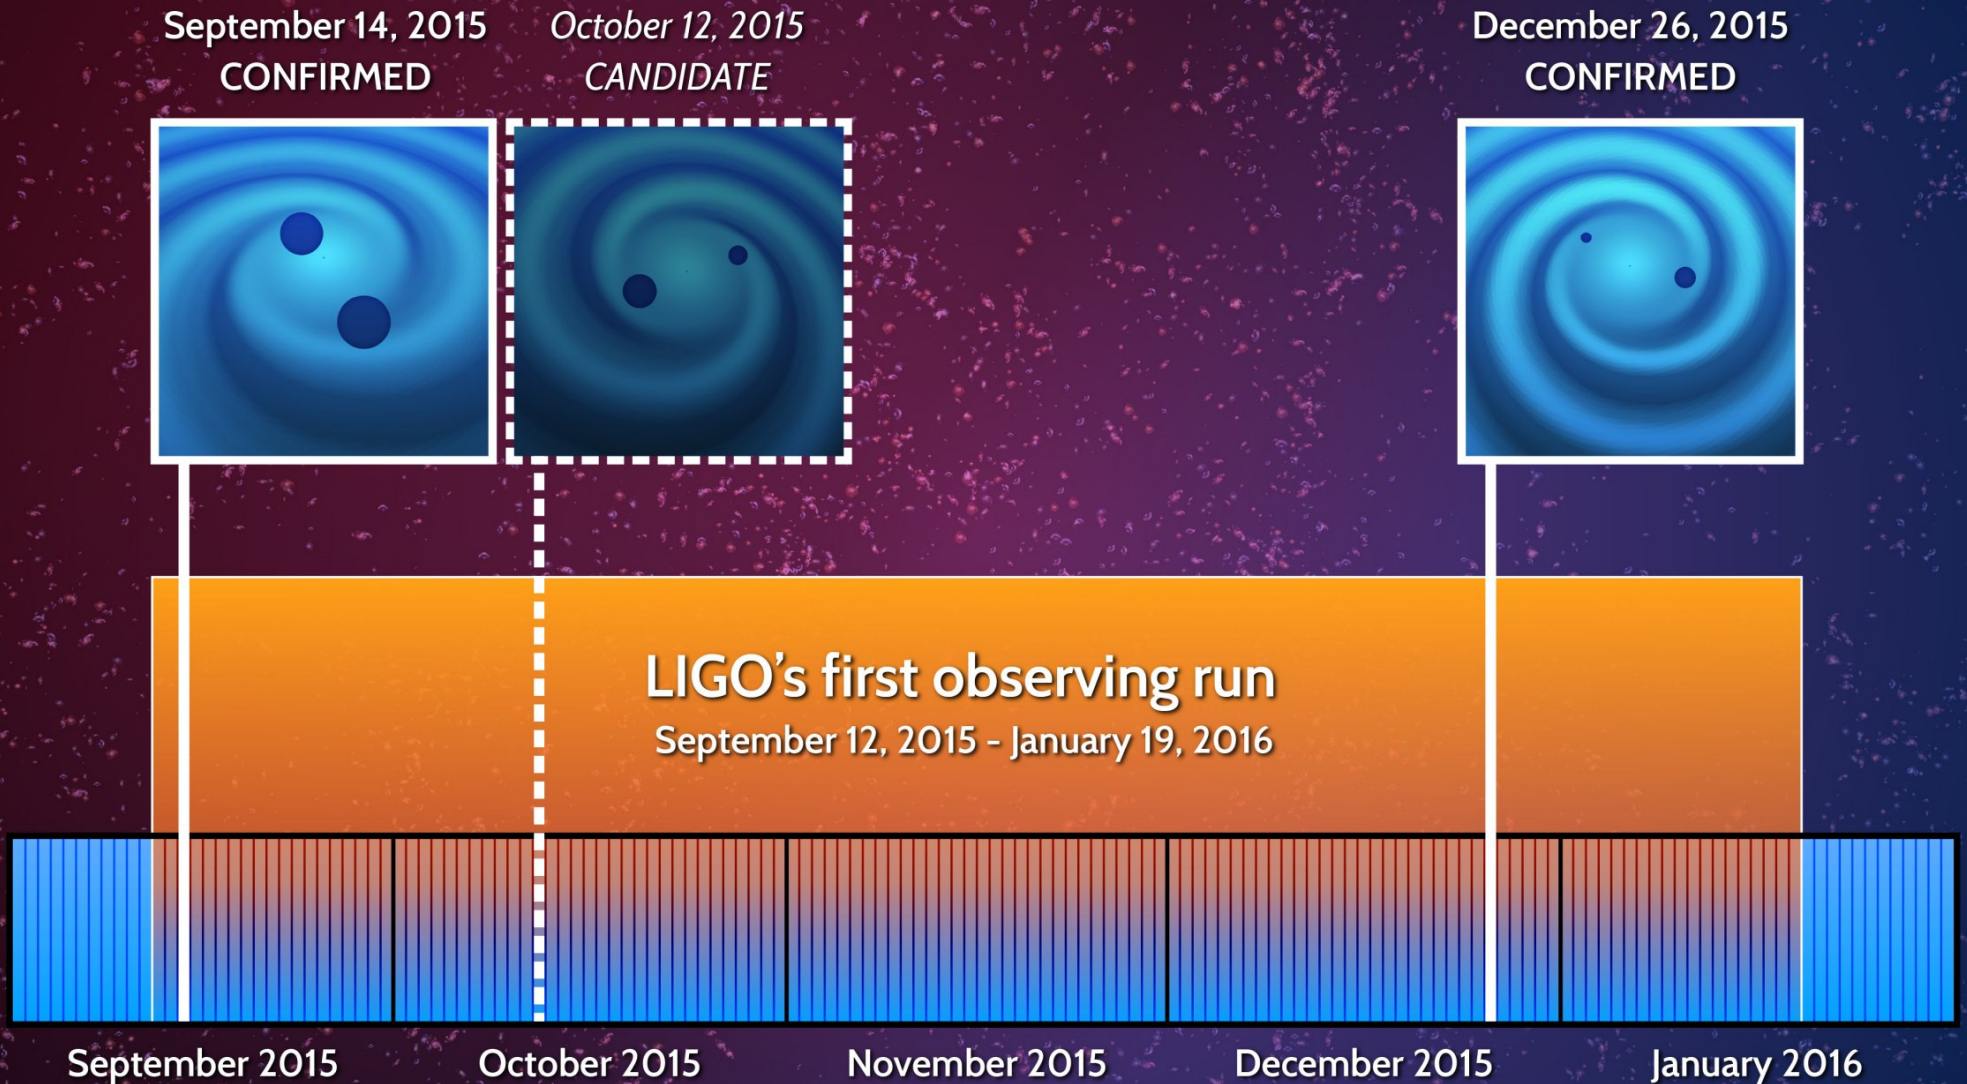 September 14, 2015
CONFIRMED
October 12, 2015
CANDIDATE
December 26, 2015
CONFIRMED
LIGO’s first observing run
September 12, 2015 - January 19, 2016
September 2015
October 2015
November 2015
December 2015
January 2016